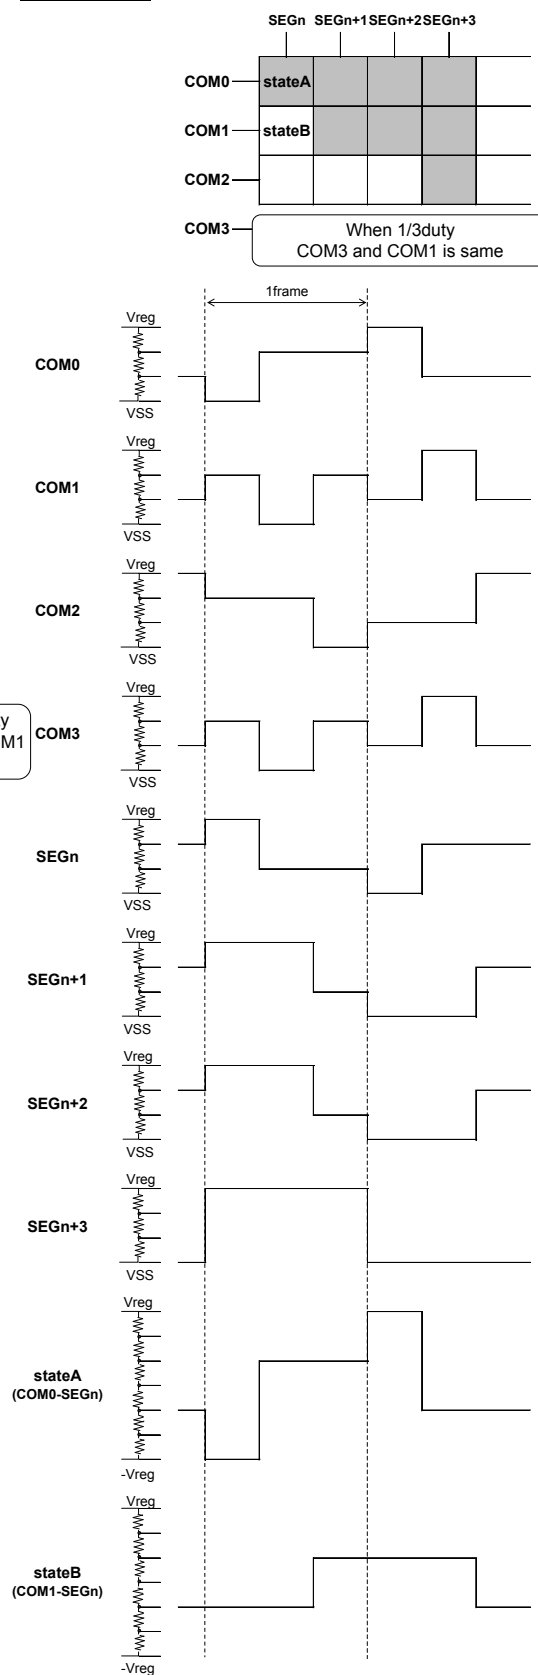 SEGn SEGn+1 SEGn+2 SEGn+3
COM0 stateA
COM1 stateB
COM2
COM3
When 1/3duty
COM3 and COM1 is same
1frame
Vreg
COM0
VSS
Vreg
COM1
VSS
Vreg
COM2
VSS
Vreg
y
M1
COM3
VSS
Vreg
SEGn
VSS
Vreg
SEGn+1
VSS
Vreg
SEGn+2
VSS
Vreg
SEGn+3
VSS
Vreg
stateA
(COM0-SEGn)
-Vreg
Vreg
stateB
(COM1-SEGn)
-Vreg